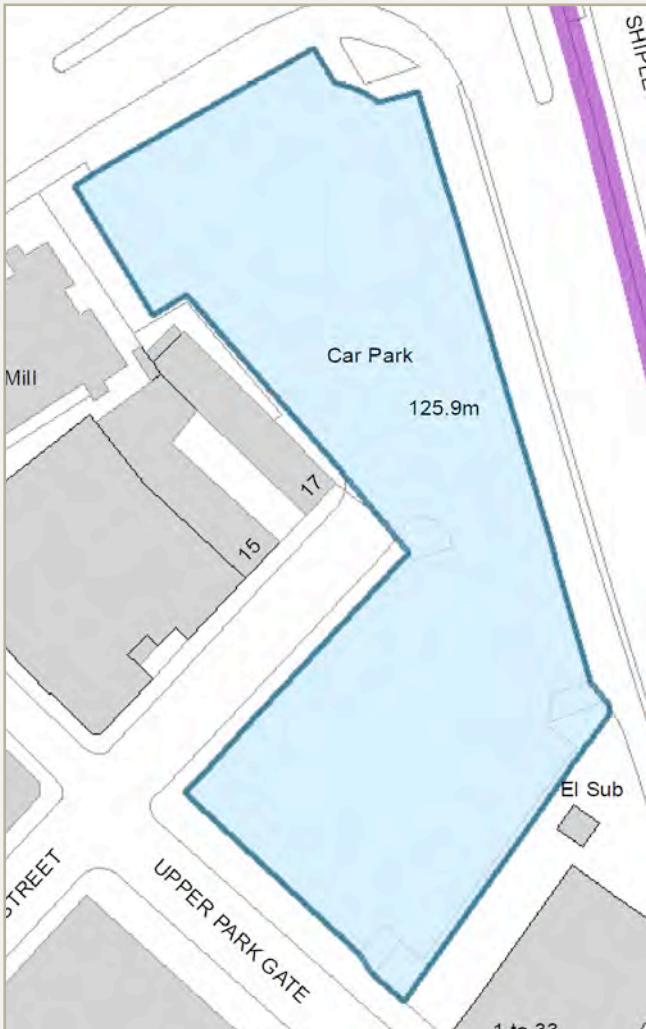 SHIPLE
Car Park
Mill
125.9m
17
15
El Sub
STREET
UPPER PARK GATE
1 to 33